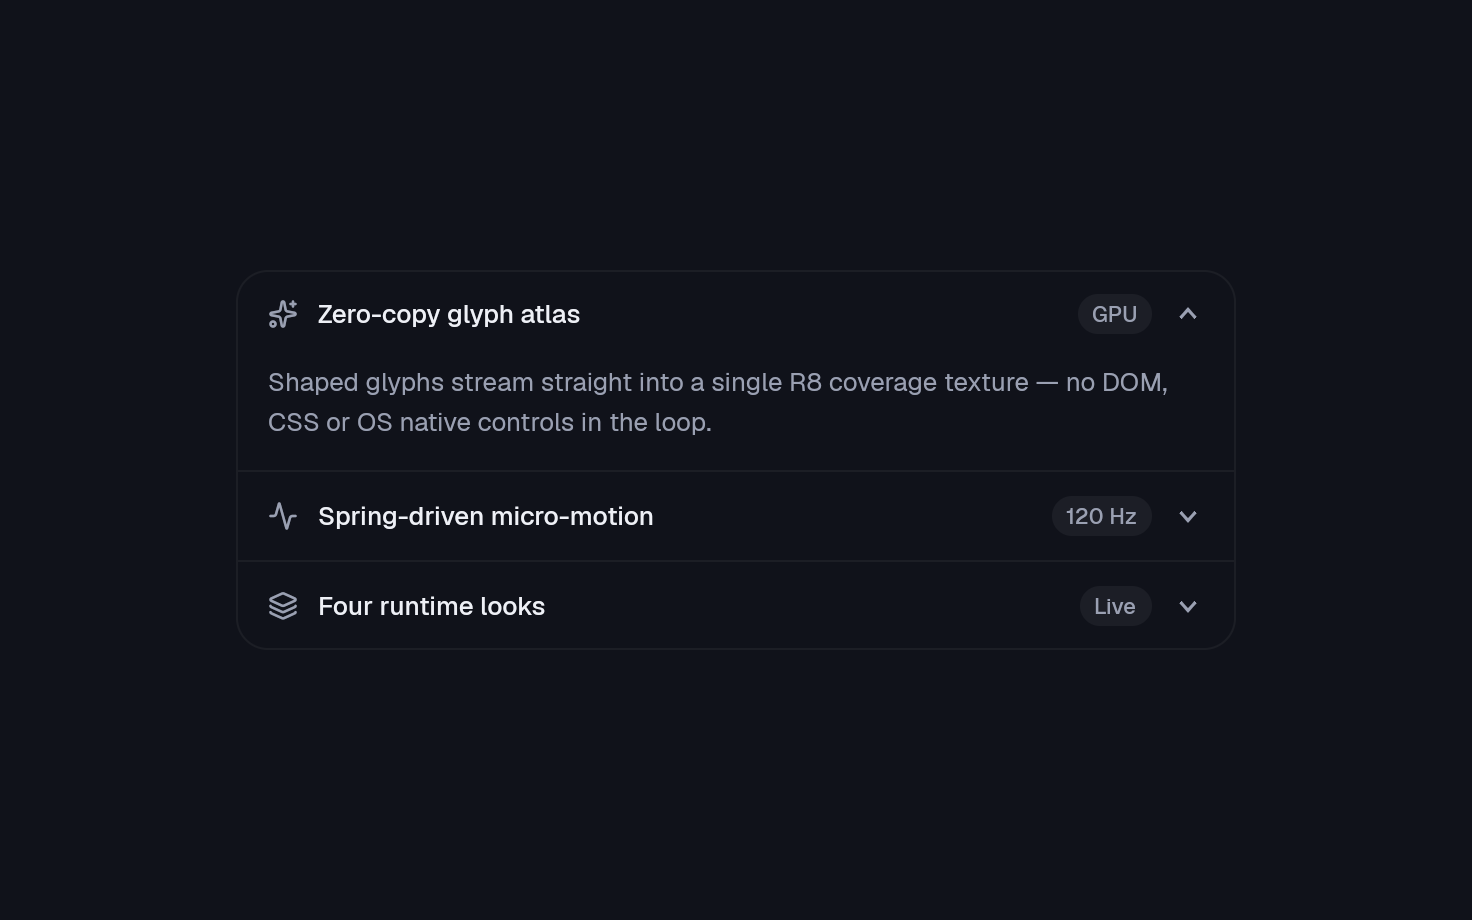 Zero-copy glyph atlas GPU
Shaped glyphs stream straight into a single R8 coverage texture — no DOM,
CSS or OS native controls in the loop.
Spring-driven micro-motion 120 Hz
Four runtime looks Live